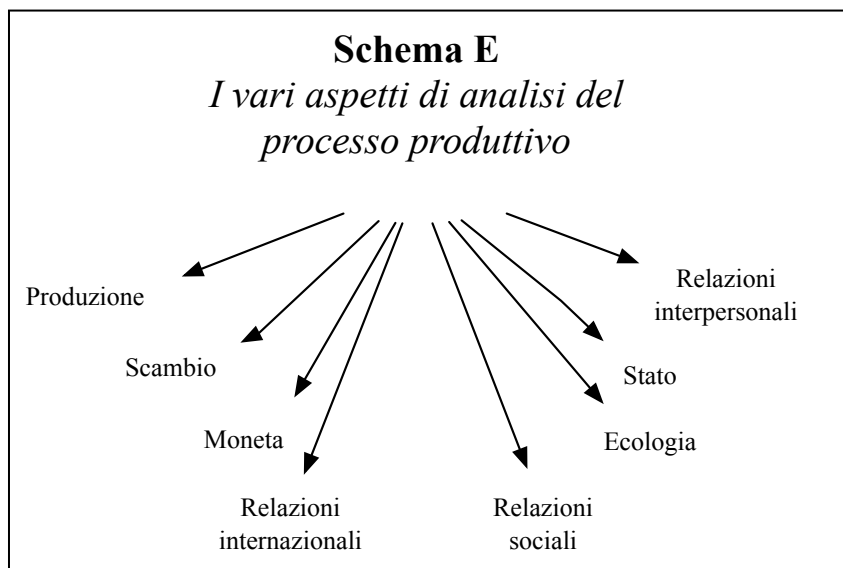 Schema E
I vari aspetti di analisi del
processo produttivo
Produzione
Scambio
Moneta
Relazioni
internazionali
Relazioni
sociali
Ecologia
Stato
Relazioni
interpersonali